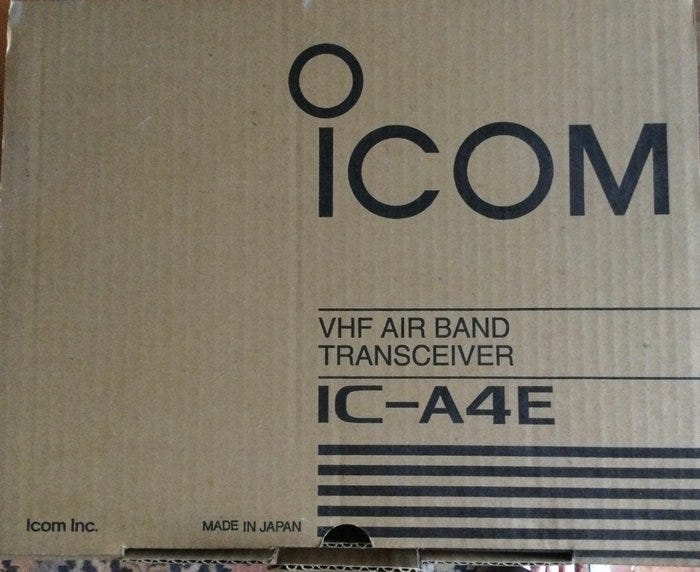 ICOM
VHF AIR BAND
TRANSCEIVER
IC-A4E
Icom Inc.
MADE IN JAPAN